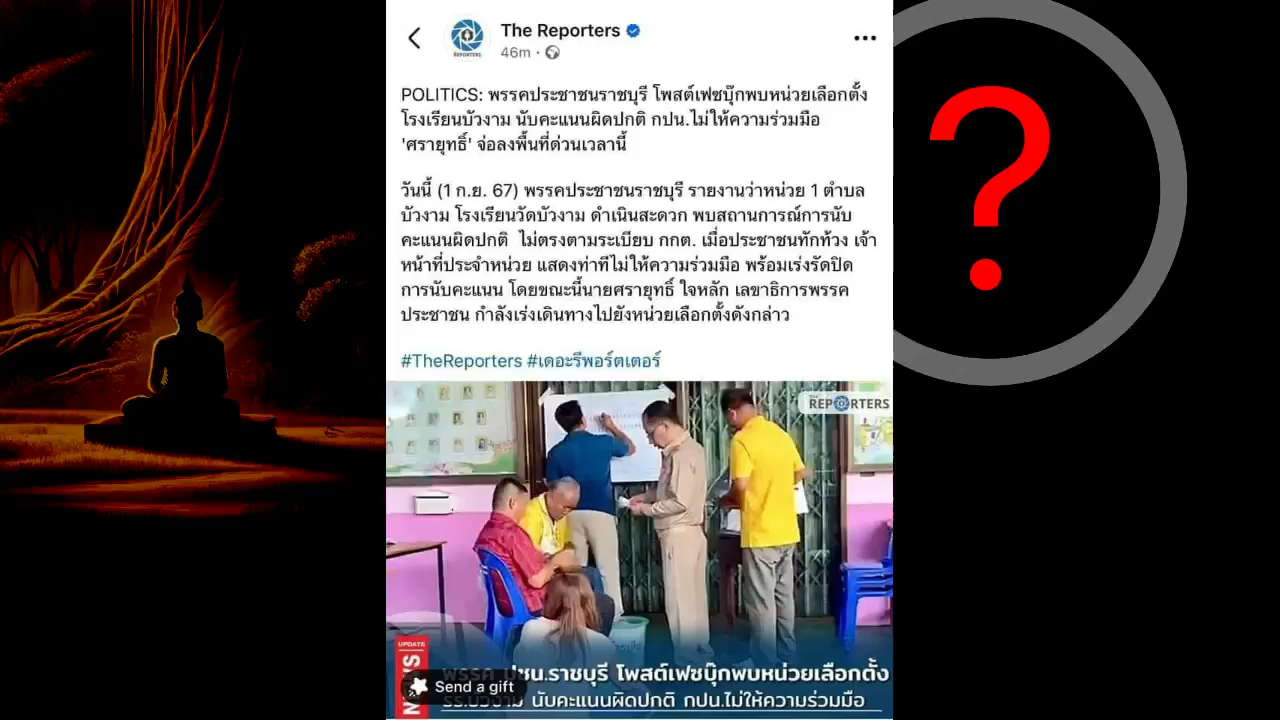 The Reporters
46m
POLITICS: พรรคประชาชนราชบุรี โพสต์เฟซบุ๊กพบหน่วยเลือกตั้ง
โรงเรียนบัวงาม นับคะแนนผิดปกติ กปน.ไม่ให้ความร่วมมือ
'ศรายุทธิ์' จ่อลงพื้นที่ด่วนเวลานี้
วันนี้ (1 ก.ย. 67) พรรคประชาชนราชบุรี รายงานว่าหน่วย 1 ตำบล
บัวงาม โรงเรียนวัดบัวงาม ดำเนินสะดวก พบสถานการณ์การนับ
คะแนนผิดปกติ ไม่ตรงตามระเบียบ กกต. เมื่อประชาชนทักท้วง เจ้า
หน้าที่ประจำหน่วย แสดงท่าทีไม่ให้ความร่วมมือ พร้อมเร่งรัดปิด
การนับคะแนน โดยขณะนี้นายศรายุทธิ์ ใจหลัก เลขาธิการพรรค
ประชาชน กำลังเร่งเดินทางไปยังหน่วยเลือกตั้งดังกล่าว
#TheReporters #เดอะรีพอร์ตเตอร์
?
REPORTERS
UPDATE
NEWS
พรรค ปชน.ราชบุรี โพสต์เฟซบุ๊กพบหน่วยเลือกตั้ง
รร.บัวงาม นับคะแนนผิดปกติ กปน.ไม่ให้ความร่วมมือ
Send a gift